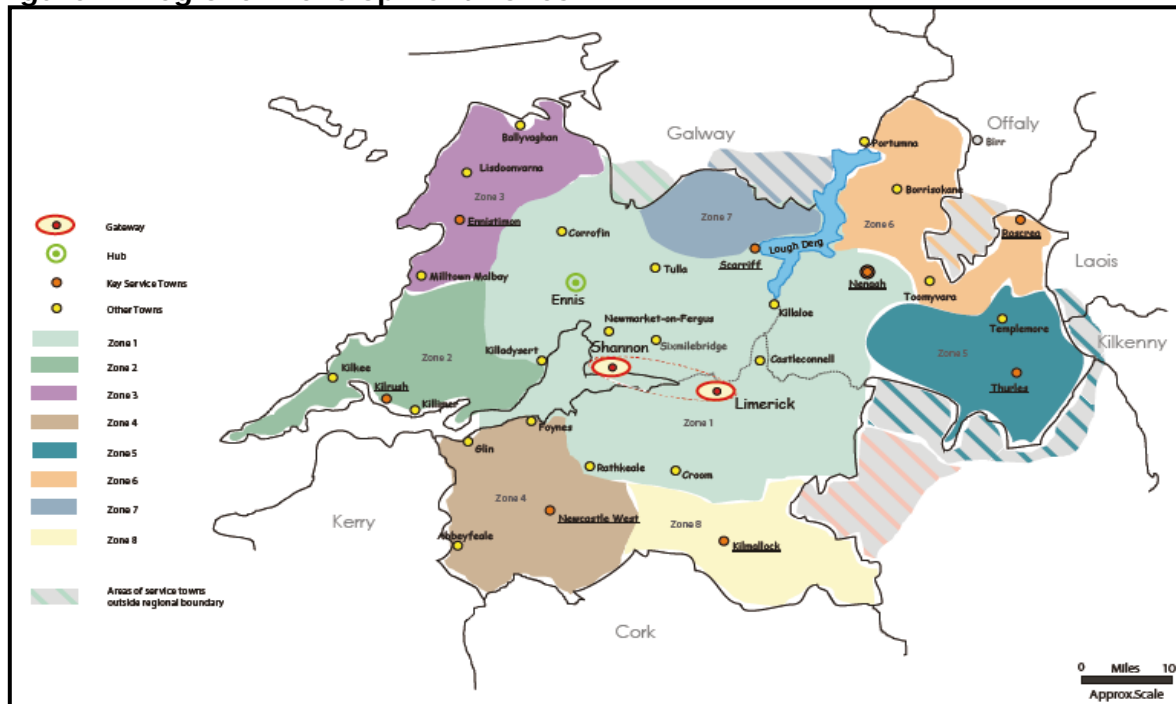 Galway
Offaly
Birr
Portumna
Ballyvaghan
Lisdoonvarna
Zone 3
Borrisokane
Zone 7
Zone 6
Roscrea
Ennistimon
Corrofin
Lough Derg
Scarriff
Laois
Tulla
Nenagh
Milltown Malbay
Toomyvara
Ennis
Killaloe
Newmarket-on-Fergus
Templemore
Kilkenny
Shannon
Sixmilebridge
Zone 2
Killadysert
Castleconnell
Zone 5
Kilkee
Thurles
Kilrush
Killimer
Limerick
Foynes
Zone 1
Glin
Rathkeale
Croom
Zone 4
Newcastle West
Zone 8
Kerry
Abbeyfeale
Kilmallock
Cork
Gateway
Hub
Key Service Towns
Other Towns
Zone 1
Zone 2
Zone 3
Zone 4
Zone 5
Zone 6
Zone 7
Zone 8
Areas of service towns
outside regional boundary
0 Miles 10
Approx.Scale